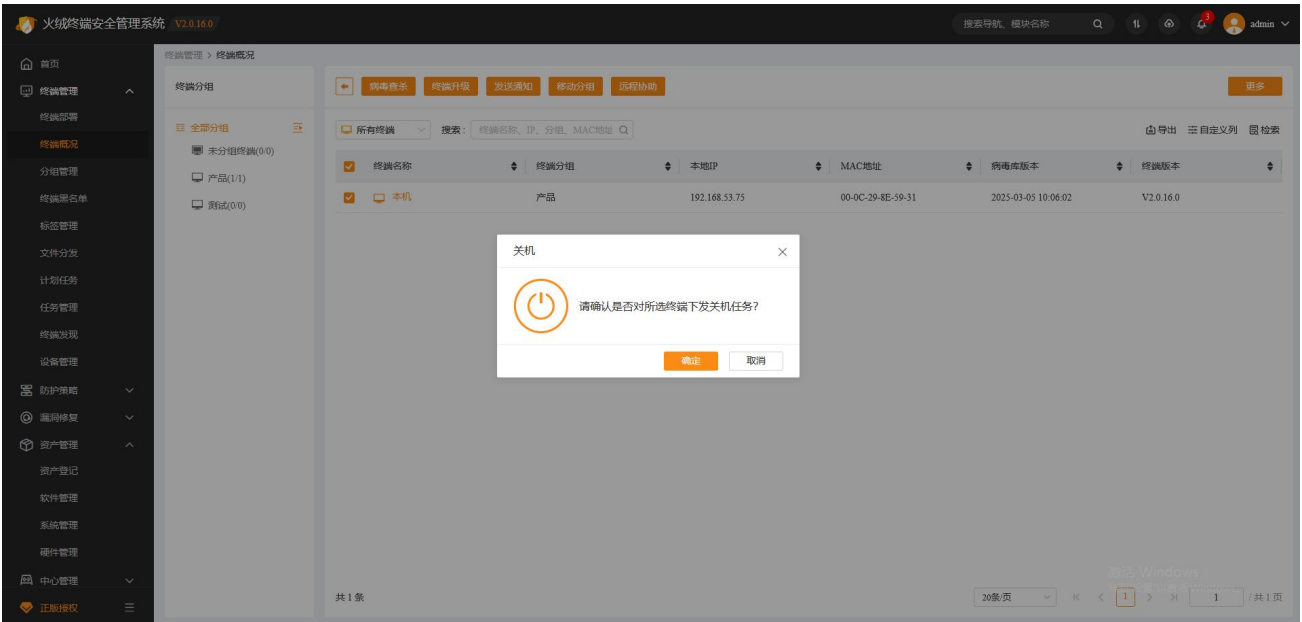 火绒终端安全管理系统 V2.0.16.0
搜索导航、模块名称
3
admin
首页
终端管理
终端部署
终端概况
分组管理
终端黑名单
标签管理
文件分发
计划任务
任务管理
终端发现
设备管理
防护策略
漏洞修复
资产管理
资产登记
软件管理
系统管理
硬件管理
中心管理
正版授权
终端管理 > 终端概况
终端分组
全部分组
未分组终端(0/0)
产品(1/1)
测试(0/0)
病毒查杀 终端升级 发送通知 移动分组 远程协助 更多
所有终端 搜索: 终端名称、IP、分组、MAC地址 导出 自定义列 检索
终端名称 终端分组 本地IP MAC地址 病毒库版本 终端版本
本机 产品 192.168.53.75 00-0C-29-8E-59-31 2025-03-05 10:06:02 V2.0.16.0
关机
请确认是否对所选终端下发关机任务?
确定 取消
激活 Windows
共 1 条 20条/页 1 1 / 共 1 页